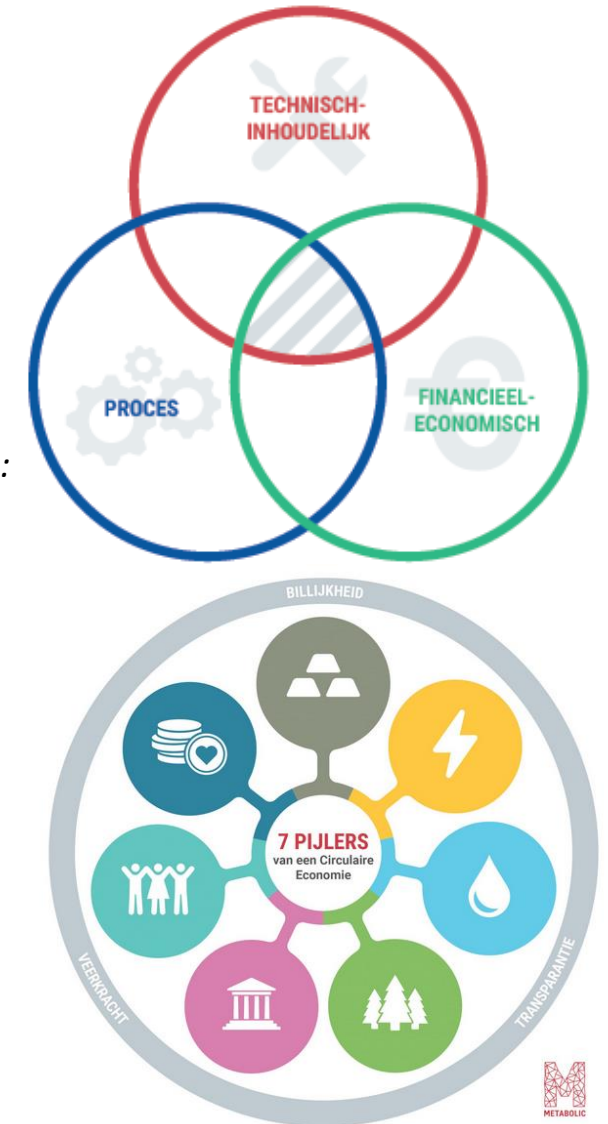 TECHNISCH-
INHOUDELIJK
PROCES
FINANCIEEL-
ECONOMISCH
:
BILLIJKHEID
7 PIJLERS
van een Circulaire
Economie
VEERKRACHT
TRANSPARANTIE
METABOLIC